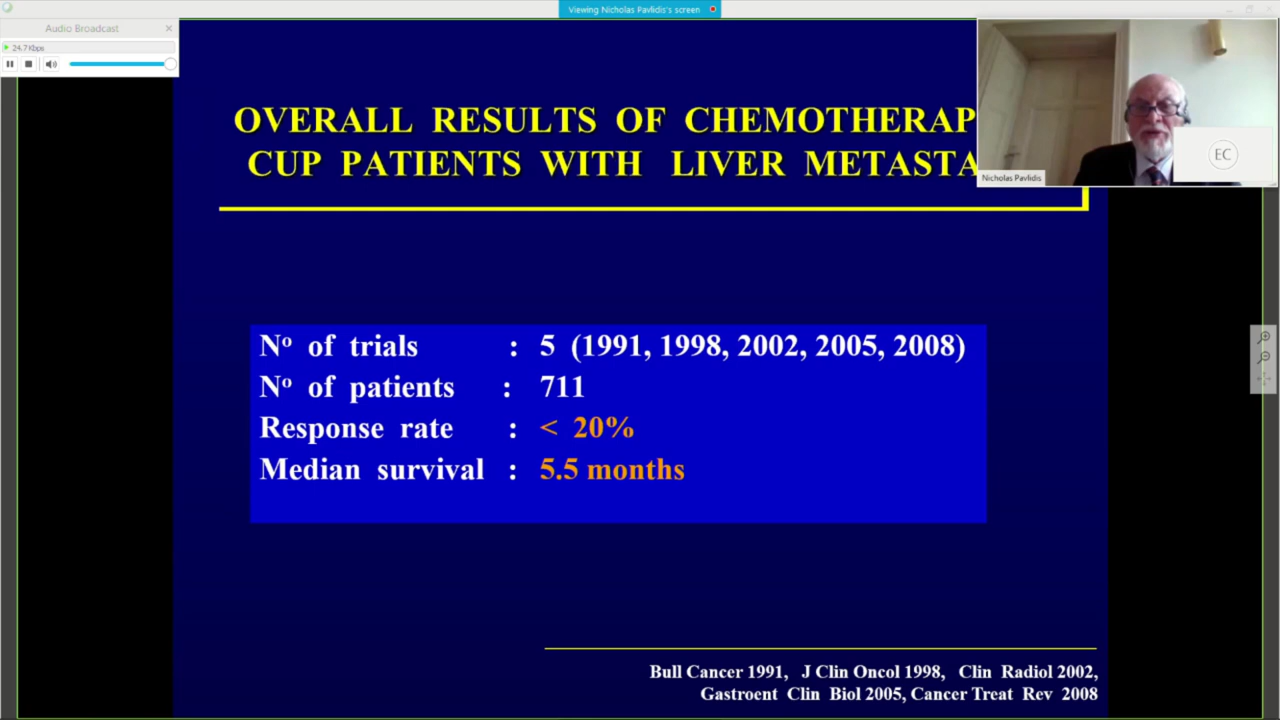 Viewing Nicholas Pavlidis's screen
Audio Broadcast
24.7Kbps
OVERALL RESULTS OF CHEMOTHERAP
CUP PATIENTS WITH LIVER METASTA
Nicholas Pavlidis
EC
Nº of trials : 5 (1991, 1998, 2002, 2005, 2008)
Nº of patients : 711
Response rate : < 20%
Median survival : 5.5 months
Bull Cancer 1991, J Clin Oncol 1998, Clin Radiol 2002,
Gastroent Clin Biol 2005, Cancer Treat Rev 2008